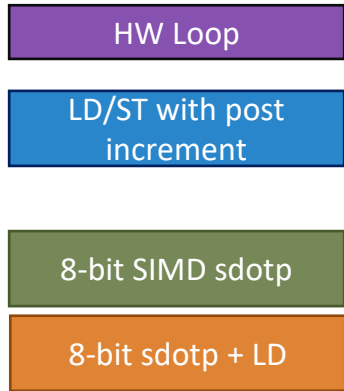 HW Loop
LD/ST with post
increment
8-bit SIMD sdotp
8-bit sdotp + LD